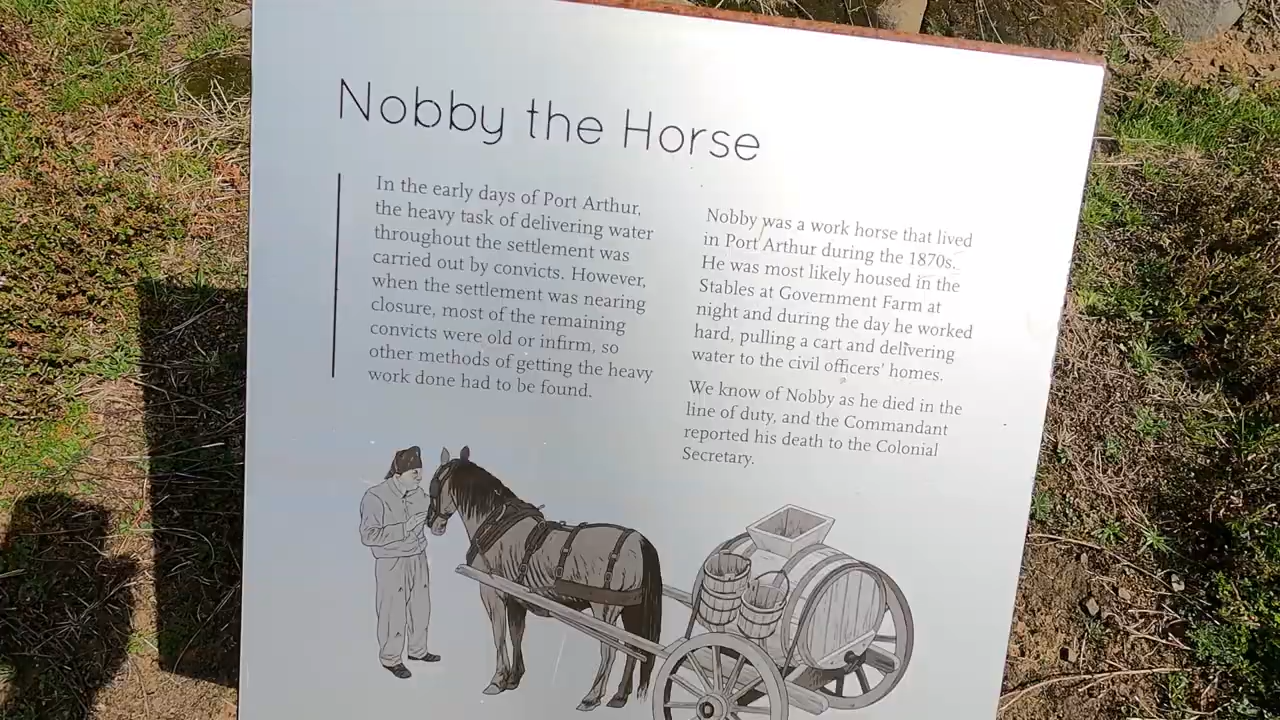 Nobby the Horse
In the early days of Port Arthur,
the heavy task of delivering water
throughout the settlement was
carried out by convicts. However,
when the settlement was nearing
closure, most of the remaining
convicts were old or infirm, so
other methods of getting the heavy
work done had to be found.
Nobby was a work horse that lived
in Port Arthur during the 1870s.
He was most likely housed in the
Stables at Government Farm at
night and during the day he worked
hard, pulling a cart and delivering
water to the civil officers’ homes.
We know of Nobby as he died in the
line of duty, and the Commandant
reported his death to the Colonial
Secretary.